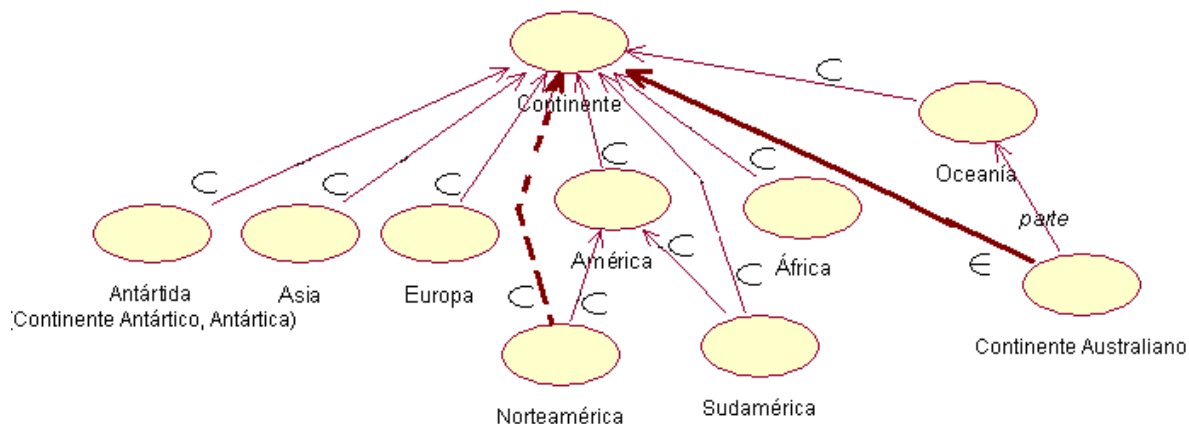 ⊂
Continente
⊂
⊂ ⊂ ⊂ ⊂ ⊂
Oceanía
parte
América
⊂
África
⊂
∈
Antártida
(Continente Antártico, Antártica)
Asia
Europa
⊂ ⊂
Continente Australiano
Norteamérica
Sudamérica